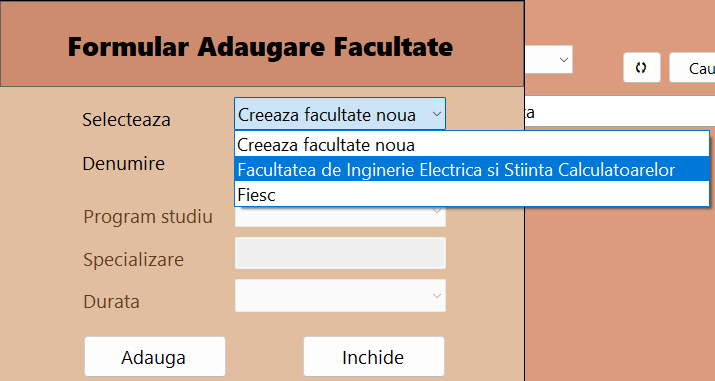 Formular Adaugare Facultate
Cau
Selecteaza
Creeaza facultate noua
Creeaza facultate noua
Denumire
Facultatea de Inginerie Electrica si Stiinta Calculatoarelor
Fiesc
Program studiu
Specializare
Durata
Adauga
Inchide